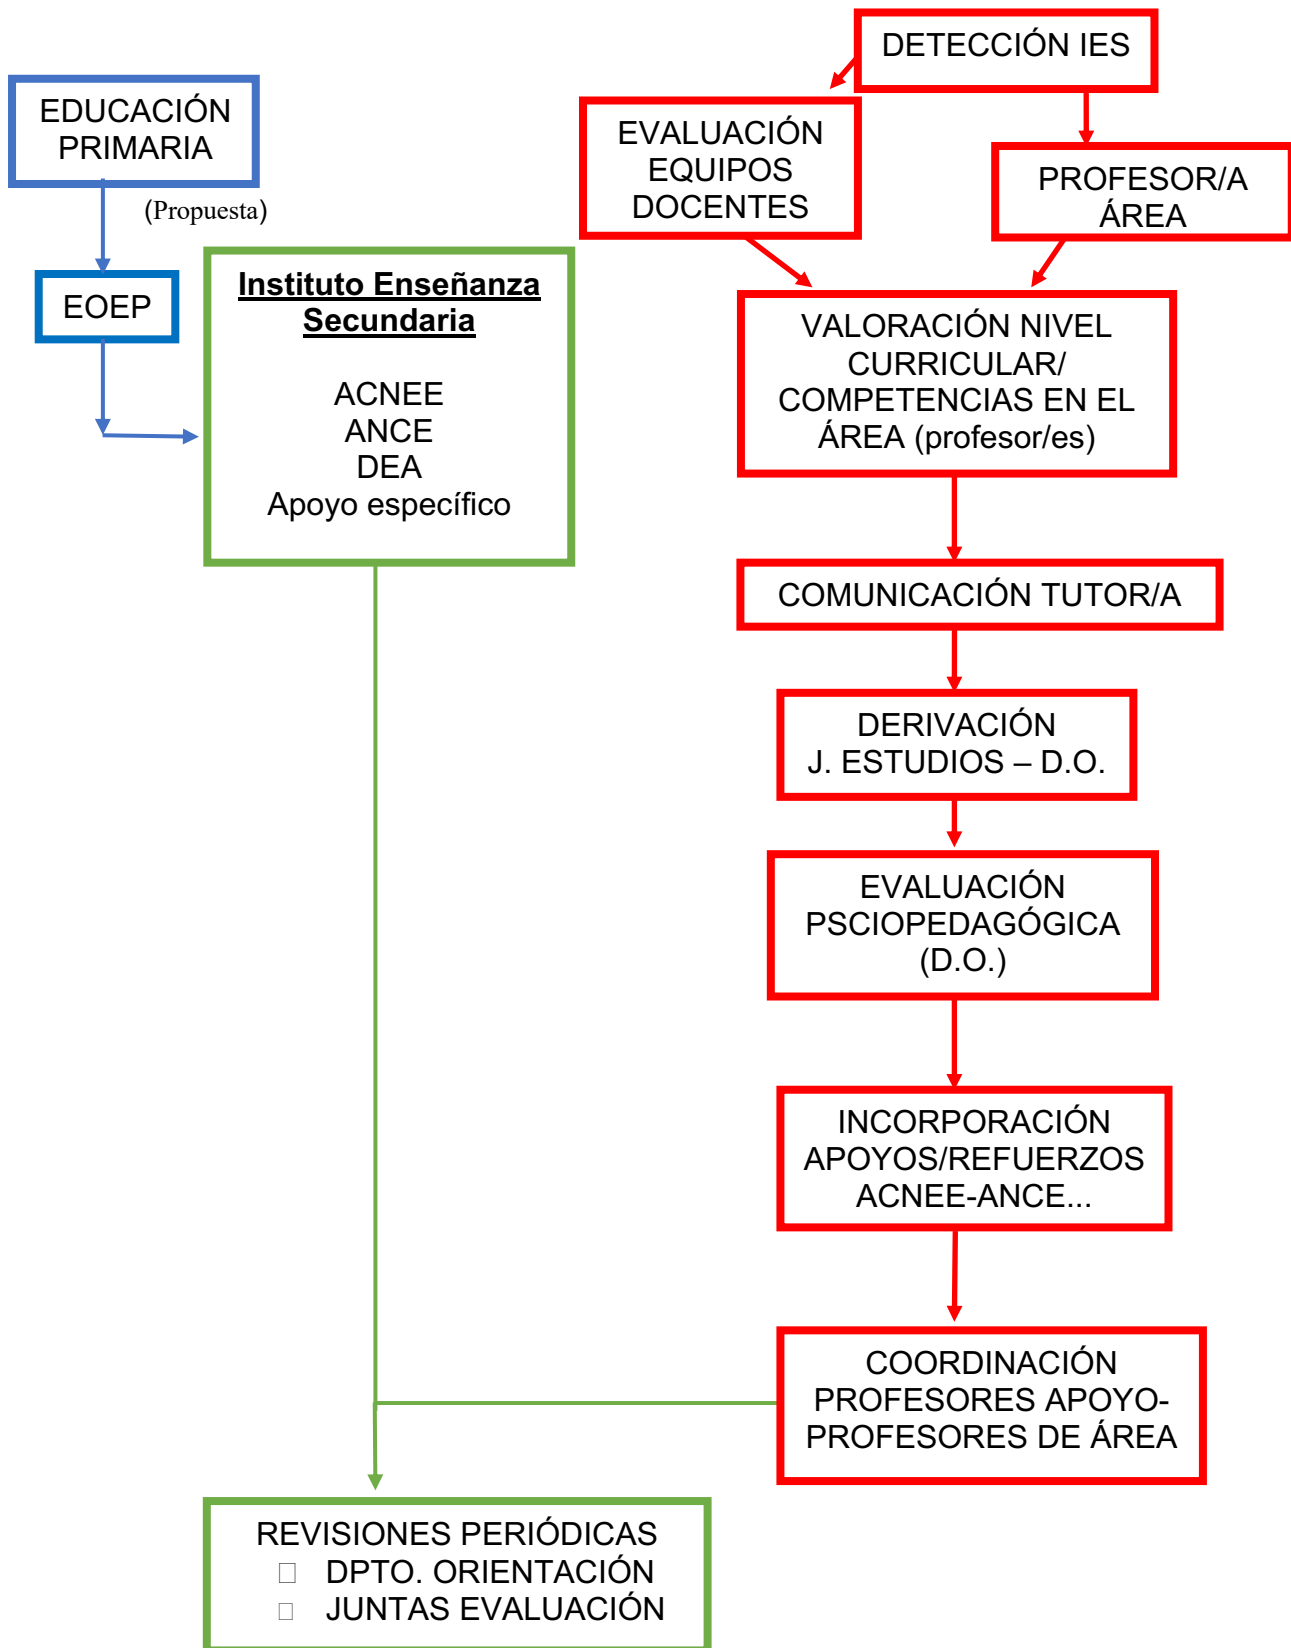 DETECCIÓN IES
EDUCACIÓN
PRIMARIA
(Propuesta)
EVALUACIÓN
EQUIPOS
DOCENTES
PROFESOR/A
ÁREA
EOEP
Instituto Enseñanza
Secundaria
ACNEE
ANCE
DEA
Apoyo específico
VALORACIÓN NIVEL
CURRICULAR/
COMPETENCIAS EN EL
ÁREA (profesor/es)
COMUNICACIÓN TUTOR/A
DERIVACIÓN
J. ESTUDIOS – D.O.
EVALUACIÓN
PSCIOPEDAGÓGICA
(D.O.)
INCORPORACIÓN
APOYOS/REFUERZOS
ACNEE-ANCE...
COORDINACIÓN
PROFESORES APOYO-
PROFESORES DE ÁREA
REVISIONES PERIÓDICAS
DPTO. ORIENTACIÓN
JUNTAS EVALUACIÓN